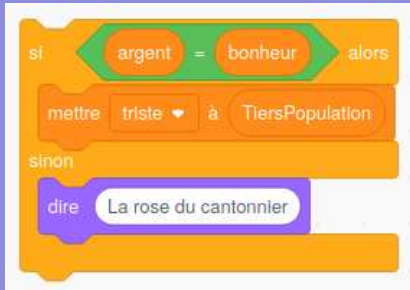 si argent = bonheur alors
mettre triste à TiersPopulation
sinon
dire La rose du cantonnier